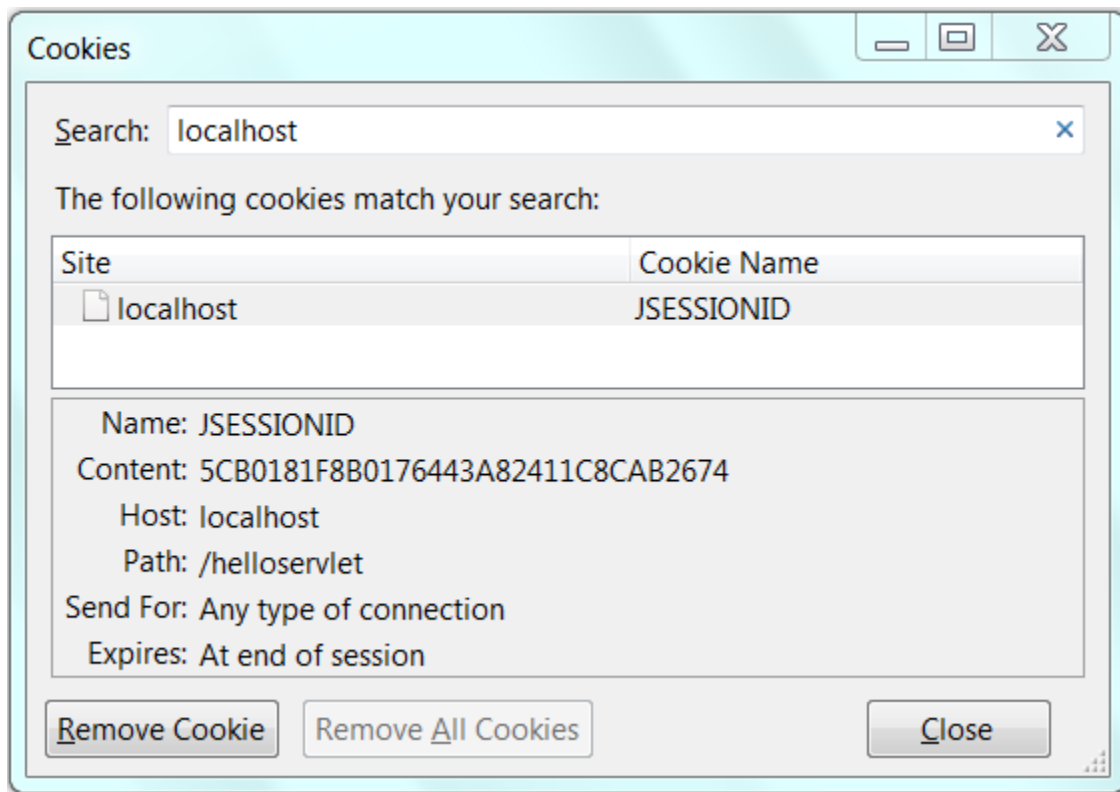 Cookies
Search: localhost
The following cookies match your search:
Site Cookie Name
localhost JSESSIONID
Name: JSESSIONID
Content: 5CB0181F8B0176443A82411C8CAB2674
Host: localhost
Path: /helloservlet
Send For: Any type of connection
Expires: At end of session
Remove Cookie Remove All Cookies Close